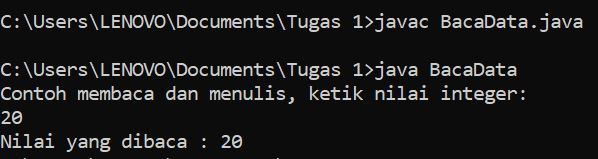 C:\Users\LENOVO\Documents\Tugas 1>javac BacaData.java
C:\Users\LENOVO\Documents\Tugas 1>java BacaData
Contoh membaca dan menulis, ketik nilai integer:
20
Nilai yang dibaca : 20